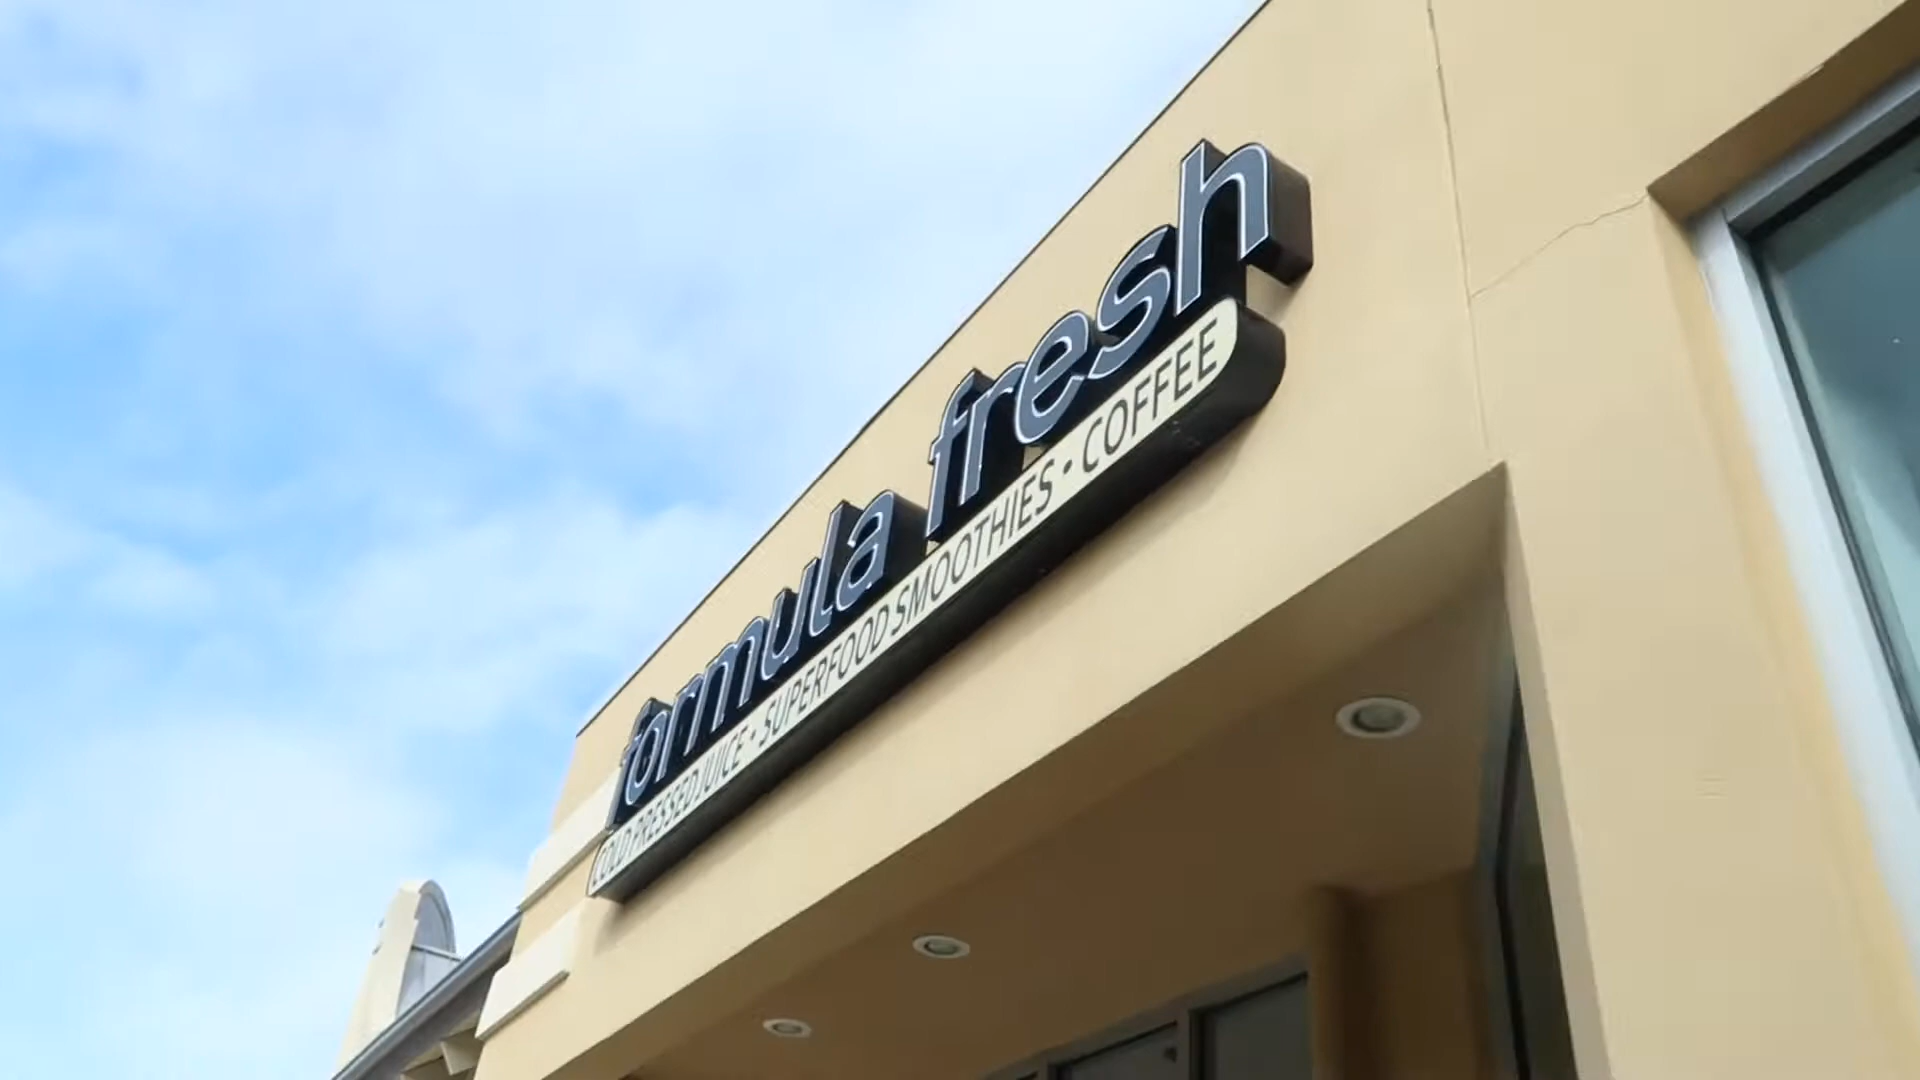 formula fresh
COLD PRESSED JUICE • SUPERFOOD SMOOTHIES • COFFEE